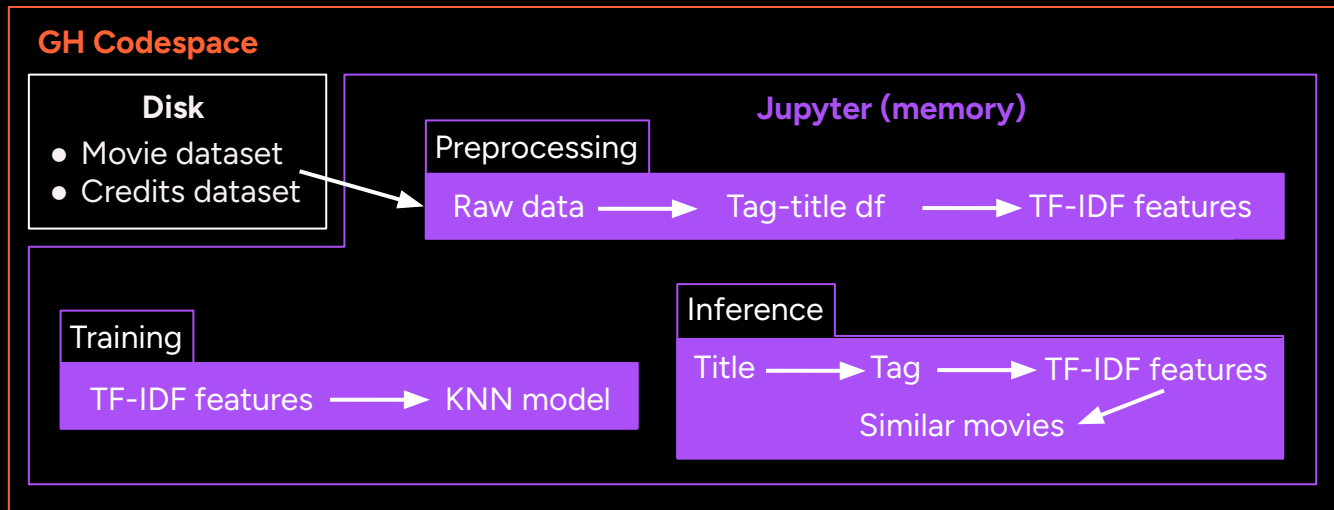 GH Codespace
Disk
● Movie dataset
● Credits dataset
Jupyter (memory)
Preprocessing
Raw data Tag-title df TF-IDF features
Training
TF-IDF features KNN model
Inference
Title Tag TF-IDF features
Similar movies